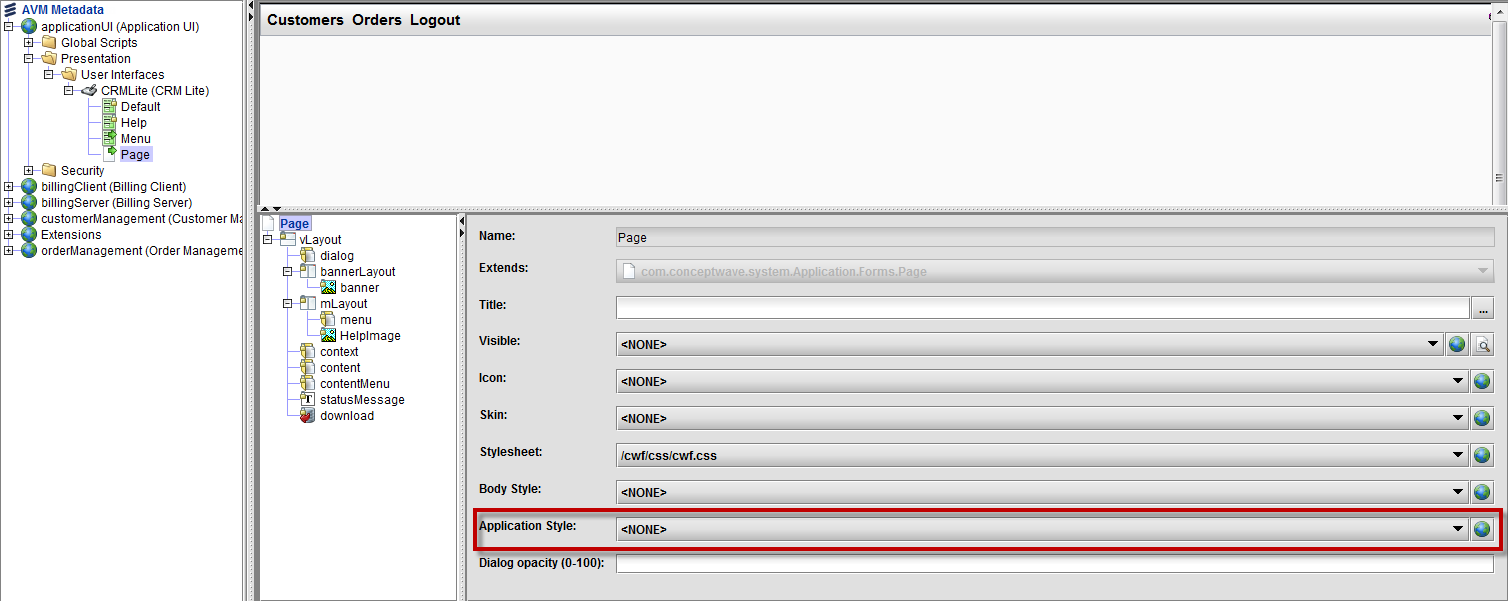 AVM Metadata
applicationUI (Application UI)
Global Scripts
Presentation
User Interfaces
CRMLite (CRM Lite)
Default
Help
Menu
Page
Security
billingClient (Billing Client)
billingServer (Billing Server)
customerManagement (Customer Ma
Extensions
orderManagement (Order Manageme
Customers Orders Logout
Page
vLayout
dialog
bannerLayout
banner
mLayout
menu
HelpImage
context
content
contentMenu
statusMessage
download
Name: Page
Extends: com.conceptwave.system.Application.Forms.Page
Title: ...
Visible: <NONE>
Icon: <NONE>
Skin: <NONE>
Stylesheet: /cwf/css/cwf.css
Body Style: <NONE>
Application Style: <NONE>
Dialog opacity (0-100):